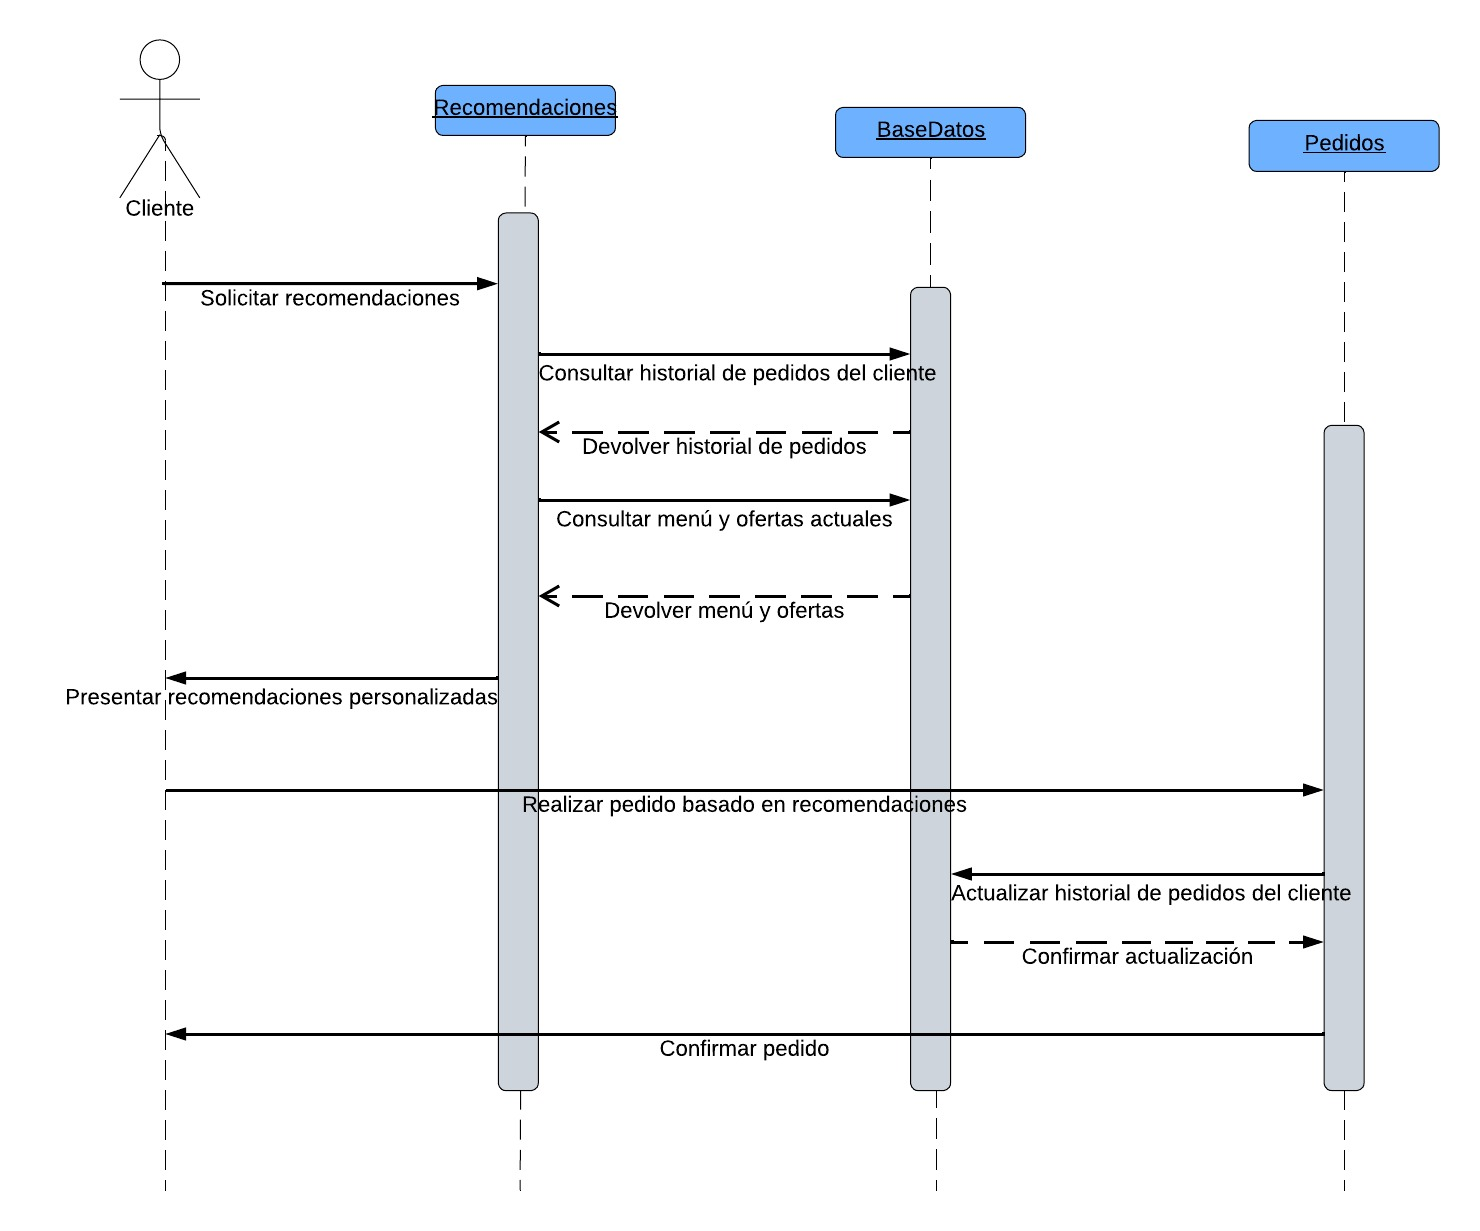 Recomendaciones
BaseDatos
Pedidos
Cliente
Solicitar recomendaciones
Consultar historial de pedidos del cliente
Devolver historial de pedidos
Consultar menú y ofertas actuales
Devolver menú y ofertas
Presentar recomendaciones personalizadas
Realizar pedido basado en recomendaciones
Actualizar historial de pedidos del cliente
Confirmar actualización
Confirmar pedido